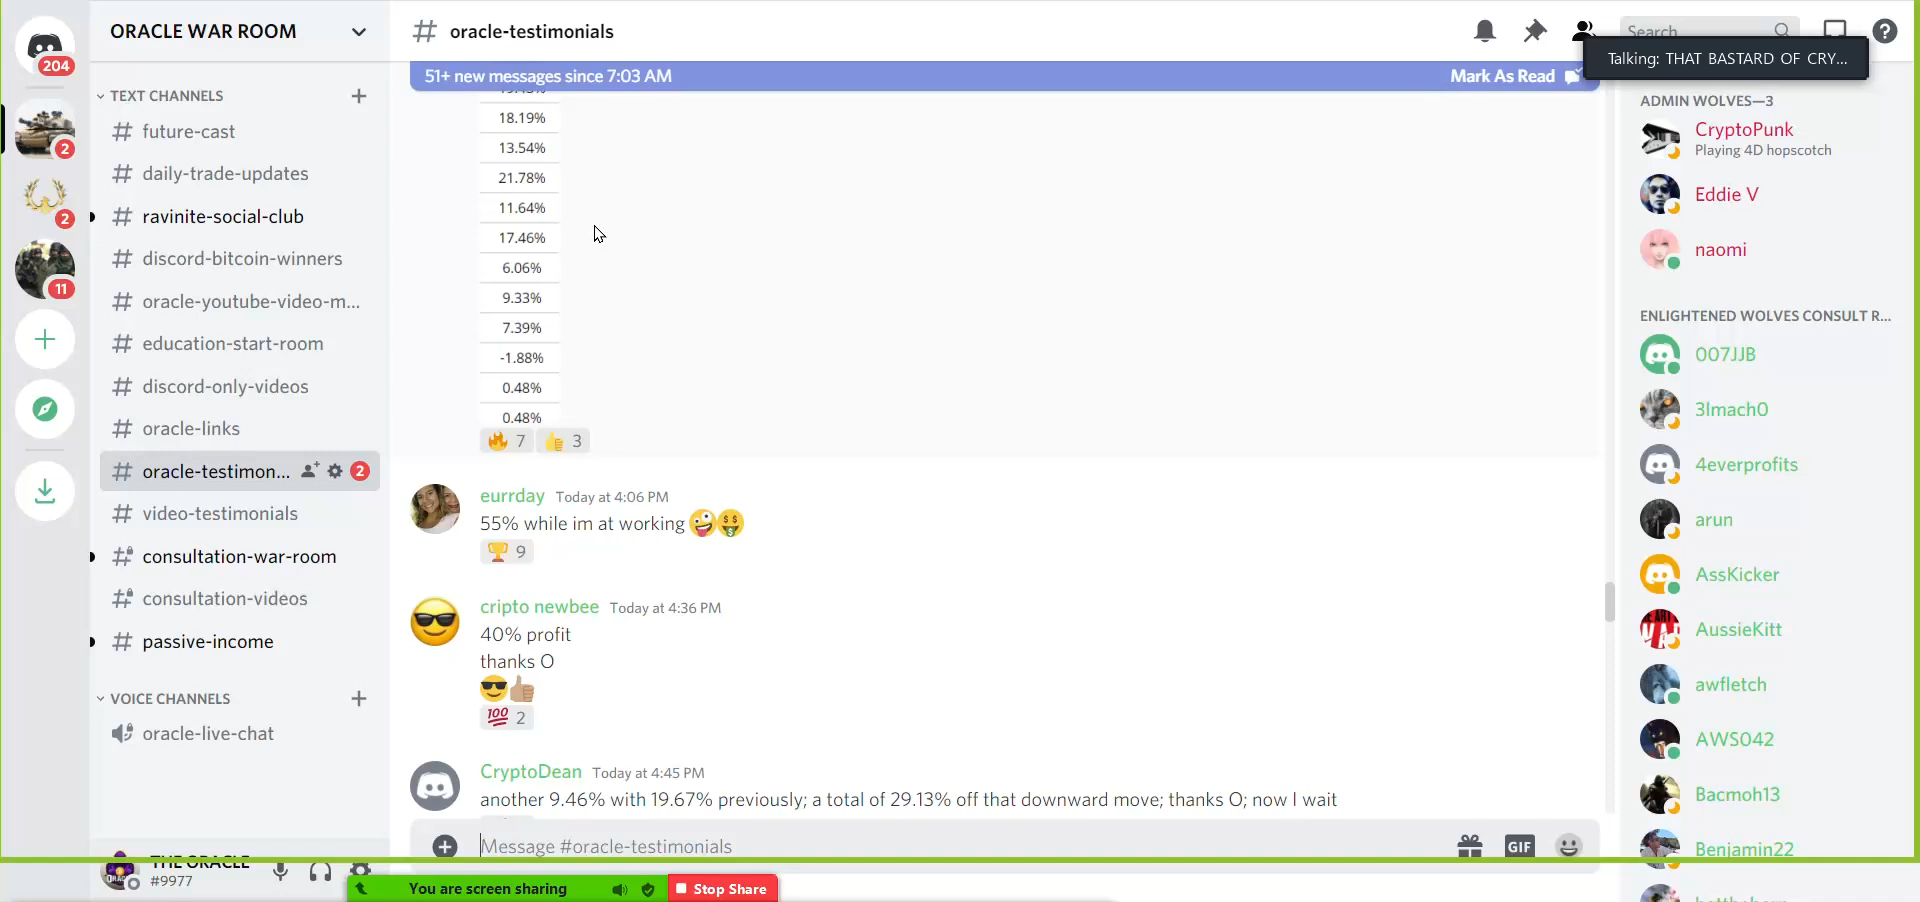 204
2
2
11
ORACLE WAR ROOM
TEXT CHANNELS
future-cast
daily-trade-updates
ravinite-social-club
discord-bitcoin-winners
oracle-youtube-video-m...
education-start-room
discord-only-videos
oracle-links
oracle-testimon...
2
video-testimonials
consultation-war-room
consultation-videos
passive-income
VOICE CHANNELS
oracle-live-chat
THE ORACLE
#9977
# oracle-testimonials
Search
Talking: THAT BASTARD OF CRY...
51+ new messages since 7:03 AM
Mark As Read
18.19%
13.54%
21.78%
11.64%
17.46%
6.06%
9.33%
7.39%
-1.88%
0.48%
0.48%
🔥 7 👍 3
eurrday Today at 4:06 PM
55% while im at working 🤪🤑
🏆 9
cripto newbee Today at 4:36 PM
40% profit
thanks O
😎👍🏽
💯 2
CryptoDean Today at 4:45 PM
another 9.46% with 19.67% previously; a total of 29.13% off that downward move; thanks O; now I wait
Message #oracle-testimonials
GIF
You are screen sharing
Stop Share
ADMIN WOLVES—3
CryptoPunk
Playing 4D hopscotch
Eddie V
naomi
ENLIGHTENED WOLVES CONSULT R...
007JJB
3lmach0
4everprofits
arun
AssKicker
AussieKitt
awfletch
AWS042
Bacmoh13
Benjamin22